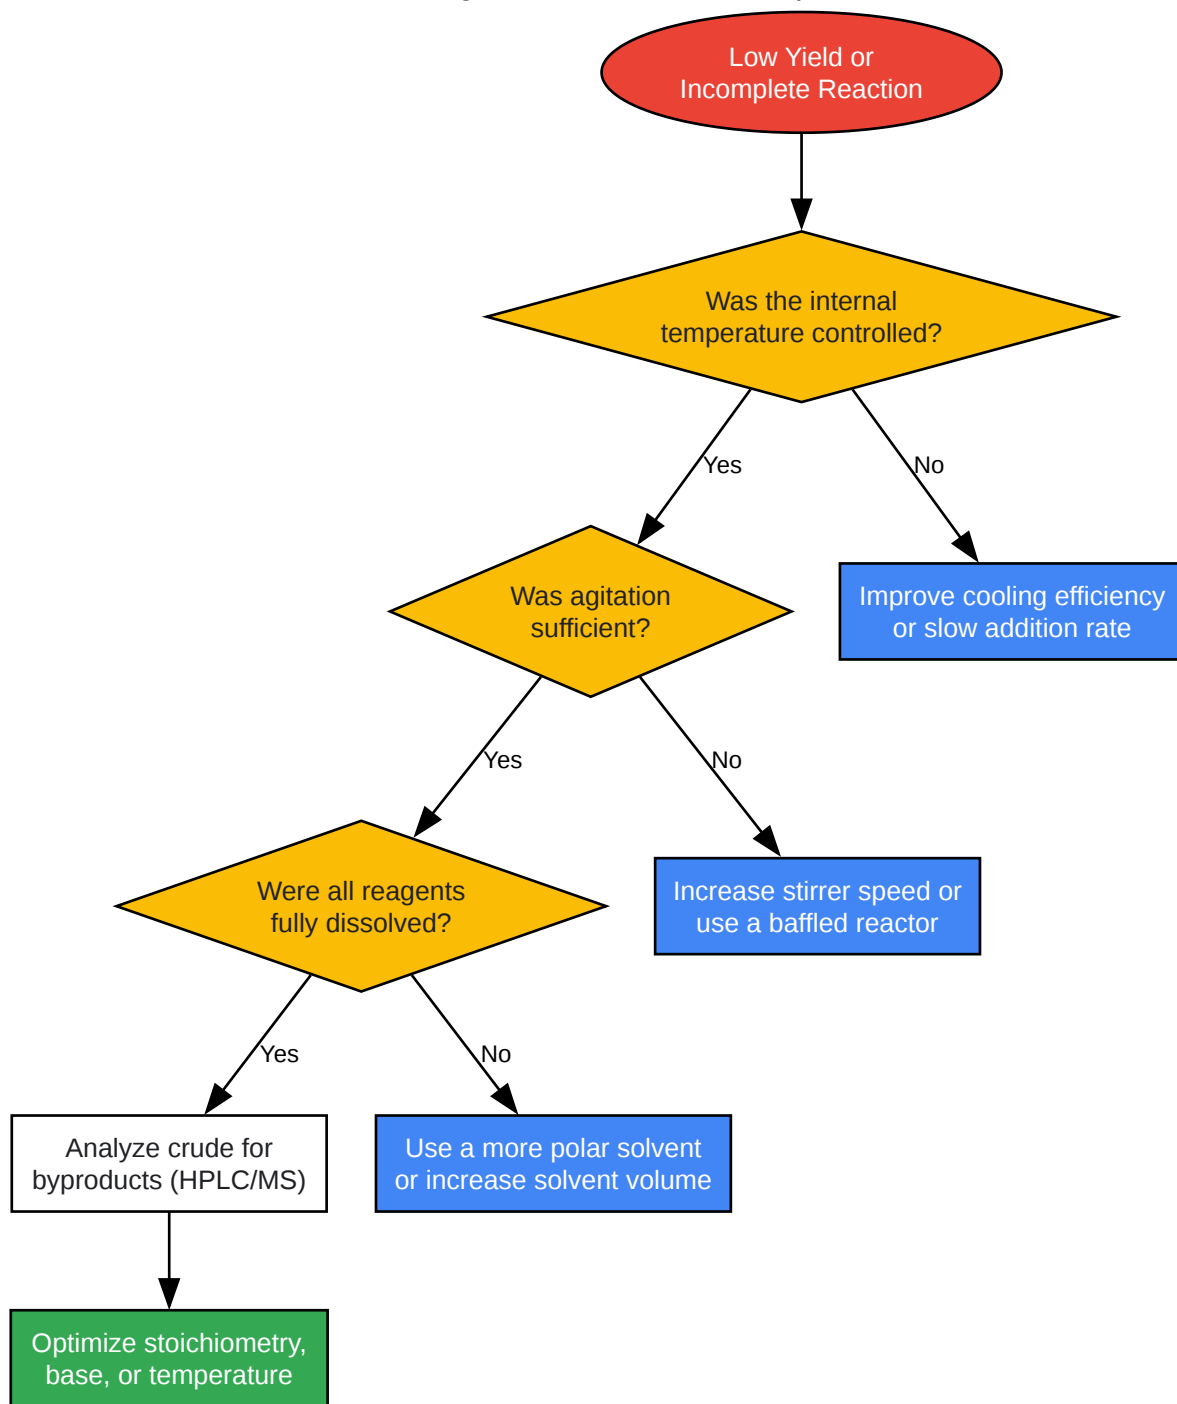 Low Yield or
Incomplete Reaction
Was the internal
temperature controlled?
Yes
No
Was agitation
sufficient?
Improve cooling efficiency
or slow addition rate
Yes
No
Were all reagents
fully dissolved?
Increase stirrer speed or
use a baffled reactor
Yes
No
Analyze crude for
byproducts (HPLC/MS)
Use a more polar solvent
or increase solvent volume
Optimize stoichiometry,
base, or temperature